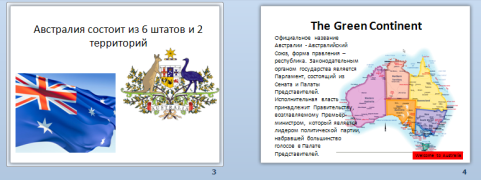 Австралия состоит из 6 штатов и 2
территорий
3
The Green Continent
Официальное название
Австралии - Австралийский
Союз, форма правления –
республика. Законодательным
органом государства является
Парламент, состоящий из
Сената и Палаты
Представителей.
Исполнительная власть
принадлежит Правительству,
возглавляемому Премьер-
министром, который является
лидером политической партии,
набравшей большинство
голосов в Палате
Представителей.
4